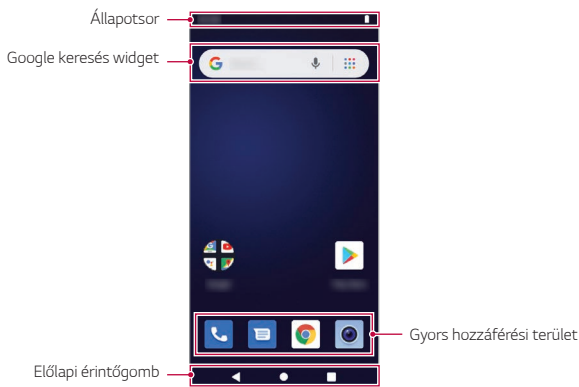 Állapotsor
Google keresés widget
Gyors hozzáférési terület
Előlapi érintőgomb